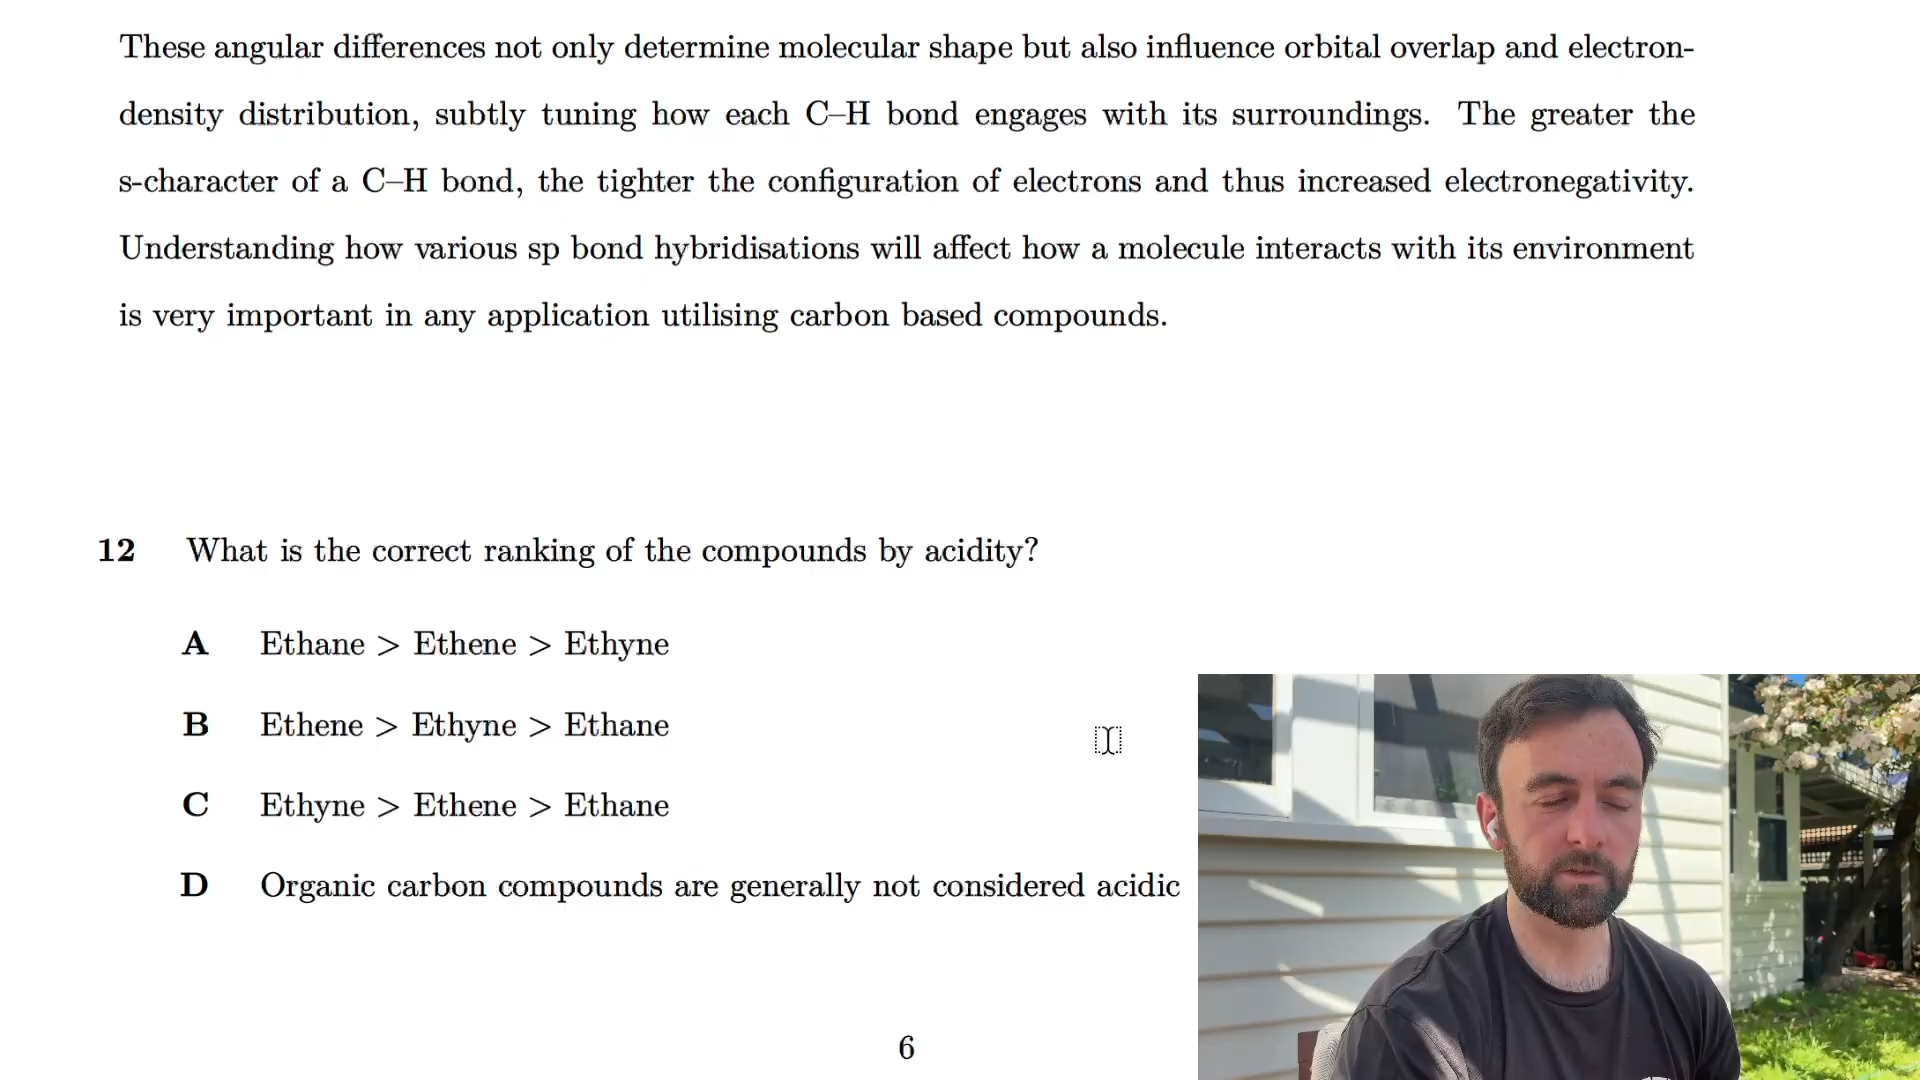 These angular differences not only determine molecular shape but also influence orbital overlap and electron-
density distribution, subtly tuning how each C–H bond engages with its surroundings. The greater the
s-character of a C–H bond, the tighter the configuration of electrons and thus increased electronegativity.
Understanding how various sp bond hybridisations will affect how a molecule interacts with its environment
is very important in any application utilising carbon based compounds.
12 What is the correct ranking of the compounds by acidity?
A Ethane > Ethene > Ethyne
B Ethene > Ethyne > Ethane
C Ethyne > Ethene > Ethane
D Organic carbon compounds are generally not considered acidic
6